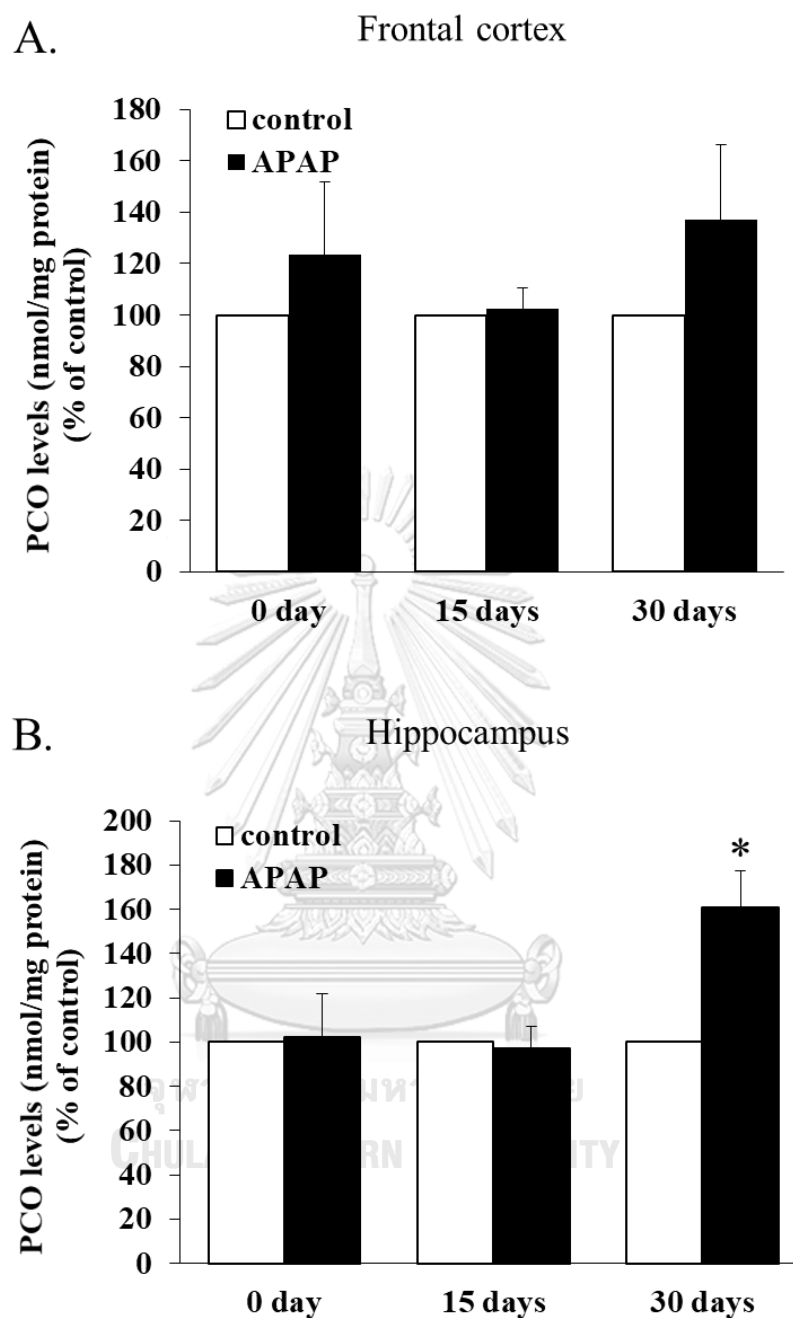 A.
Frontal cortex
180
160
140
120
100
80
60
40
20
0
PCO levels (nmol/mg protein)
(% of control)
control
APAP
0 day
15 days
30 days
B.
Hippocampus
200
180
160
140
120
100
80
60
40
20
0
PCO levels (nmol/mg protein)
(% of control)
control
APAP
*
0 day
15 days
30 days